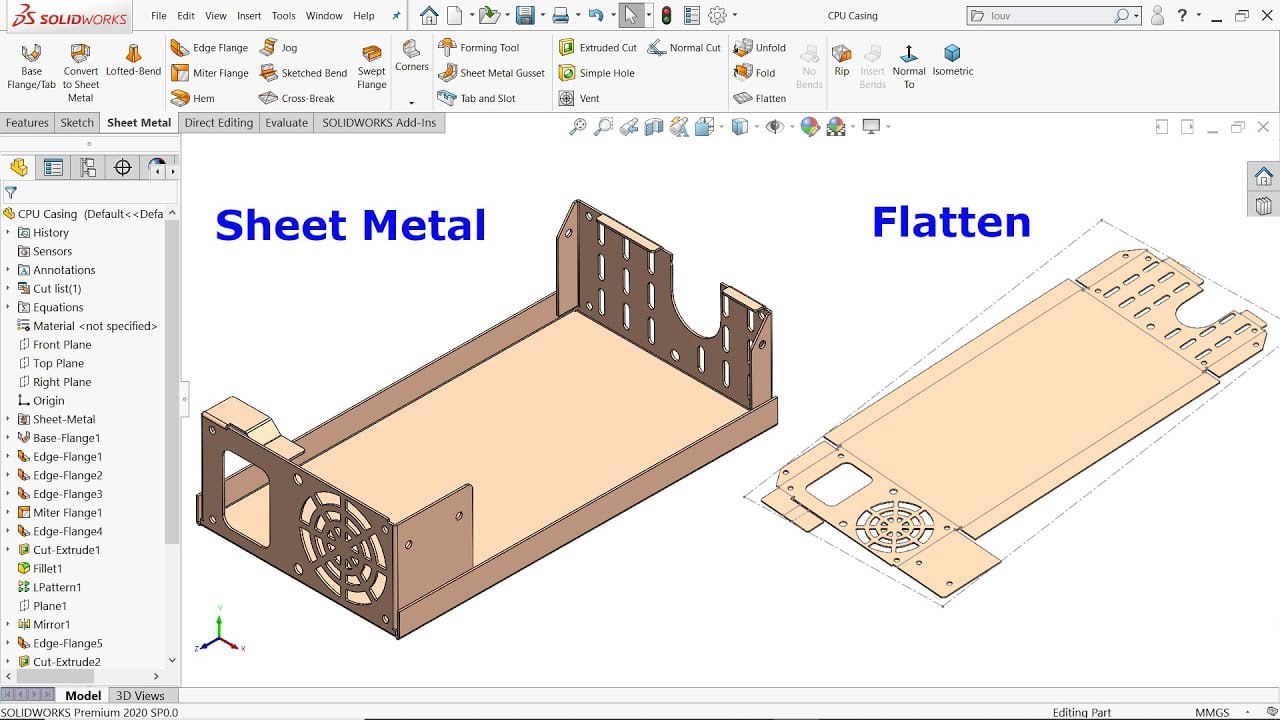 SOLIDWORKS
File Edit View Insert Tools Window Help
CPU Casing
louv
?
Base Flange/Tab
Convert to Sheet Metal
Lofted-Bend
Edge Flange
Miter Flange
Hem
Jog
Sketched Bend
Cross-Break
Swept Flange
Corners
Forming Tool
Sheet Metal Gusset
Tab and Slot
Extruded Cut
Simple Hole
Vent
Normal Cut
Unfold
Fold
Flatten
No Bends
Rip
Insert Bends
Normal To
Isometric
Features Sketch Sheet Metal Direct Editing Evaluate SOLIDWORKS Add-Ins
CPU Casing (Default<<Defa
History
Sensors
Annotations
Cut list(1)
Equations
Material <not specified>
Front Plane
Top Plane
Right Plane
Origin
Sheet-Metal
Base-Flange1
Edge-Flange1
Edge-Flange2
Edge-Flange3
Miter Flange1
Edge-Flange4
Cut-Extrude1
Fillet1
LPattern1
Plane1
Mirror1
Edge-Flange5
Cut-Extrude2
Sheet Metal
Flatten
Y
Z
X
Model 3D Views
SOLIDWORKS Premium 2020 SP0.0
Editing Part
MMGS